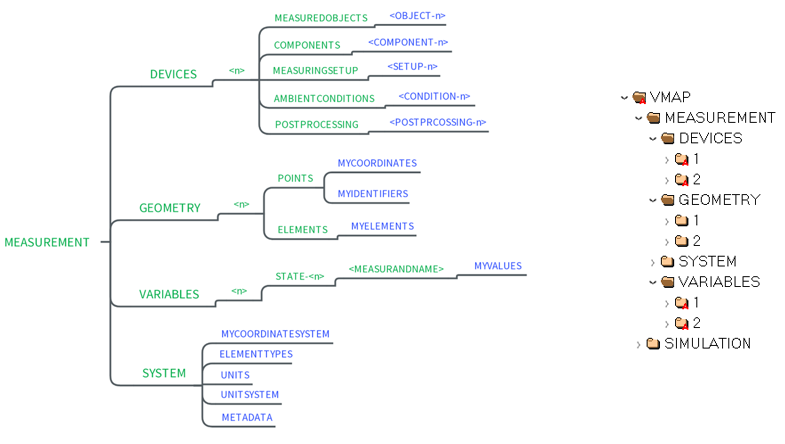 MEASUREMENT
DEVICES
<n>
MEASUREDOBJECTS
<OBJECT-n>
COMPONENTS
<COMPONENT-n>
MEASURINGSETUP
<SETUP-n>
AMBIENTCONDITIONS
<CONDITION-n>
POSTPROCESSING
<POSTPRCOSSING-n>
GEOMETRY
<n>
POINTS
MYCOORDINATES
MYIDENTIFIERS
ELEMENTS
MYELEMENTS
VARIABLES
<n>
STATE-<n>
<MEASURANDNAME>
MYVALUES
SYSTEM
MYCOORDINATESYSTEM
ELEMENTTYPES
UNITS
UNITSYSTEM
METADATA
VMAP
MEASUREMENT
DEVICES
1
2
GEOMETRY
1
2
SYSTEM
VARIABLES
1
2
SIMULATION